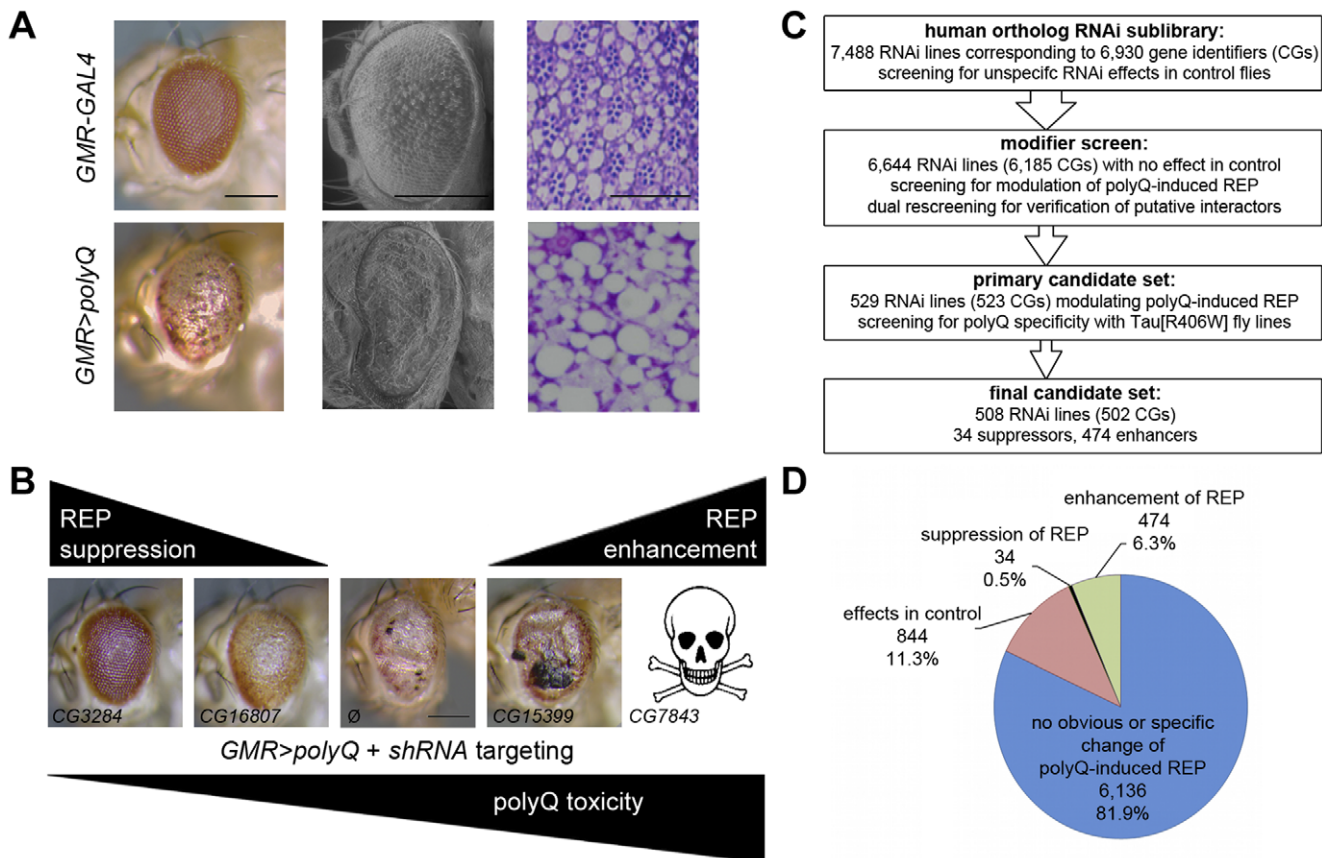 A
GMR-GAL4
GMR>polyQ
B
REP
suppression
REP
enhancement
CG3284
CG16807
Ø
CG15399
CG7843
GMR>polyQ + shRNA targeting
polyQ toxicity
C
human ortholog RNAi sublibrary:
7,488 RNAi lines corresponding to 6,930 gene identifiers (CGs)
screening for unspecifc RNAi effects in control flies
modifier screen:
6,644 RNAi lines (6,185 CGs) with no effect in control
screening for modulation of polyQ-induced REP
dual rescreening for verification of putative interactors
primary candidate set:
529 RNAi lines (523 CGs) modulating polyQ-induced REP
screening for polyQ specificity with Tau[R406W] fly lines
final candidate set:
508 RNAi lines (502 CGs)
34 suppressors, 474 enhancers
D
enhancement of REP
474
6.3%
suppression of REP
34
0.5%
effects in control
844
11.3%
no obvious or specific
change of
polyQ-induced REP
6,136
81.9%